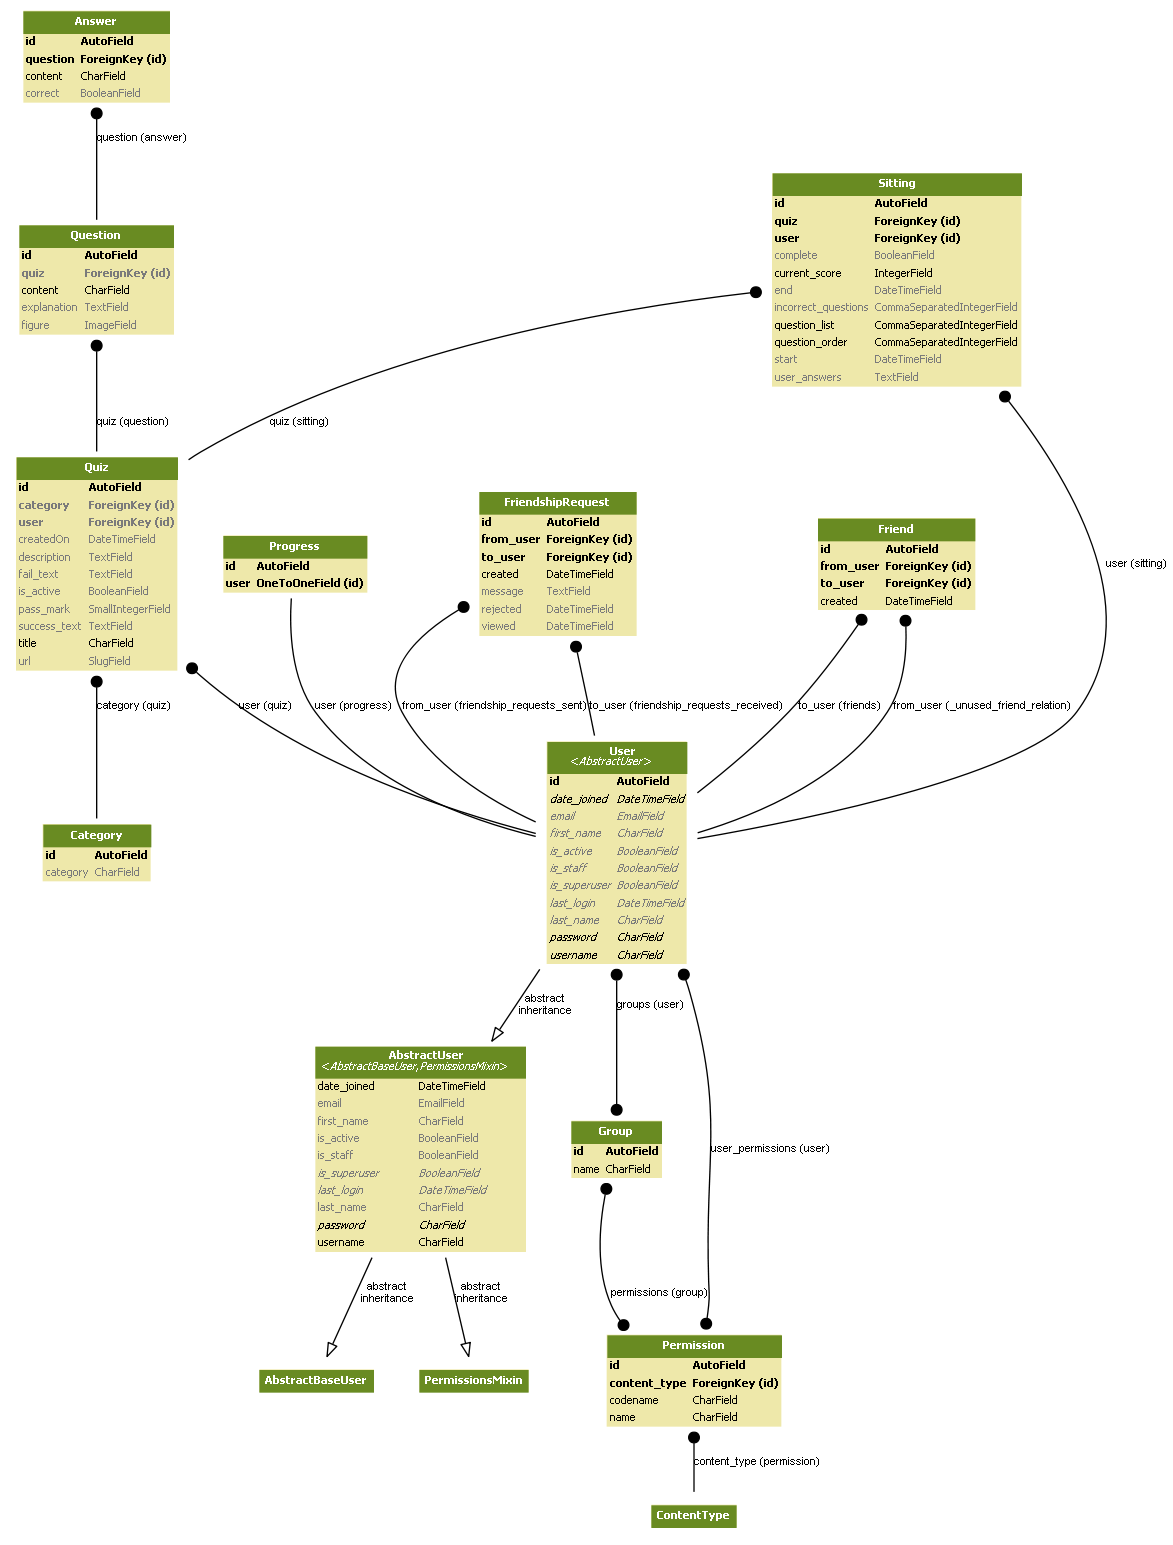 Answer
id AutoField
question ForeignKey (id)
content CharField
correct BooleanField
question (answer)
Sitting
id AutoField
quiz ForeignKey (id)
user ForeignKey (id)
complete BooleanField
current_score IntegerField
end DateTimeField
incorrect_questions CommaSeparatedIntegerField
question_list CommaSeparatedIntegerField
question_order CommaSeparatedIntegerField
start DateTimeField
user_answers TextField
Question
id AutoField
quiz ForeignKey (id)
content CharField
explanation TextField
figure ImageField
quiz (question)
quiz (sitting)
Quiz
id AutoField
category ForeignKey (id)
user ForeignKey (id)
createdOn DateTimeField
description TextField
fail_text TextField
is_active BooleanField
pass_mark SmallIntegerField
success_text TextField
title CharField
url SlugField
Progress
id AutoField
user OneToOneField (id)
FriendshipRequest
id AutoField
from_user ForeignKey (id)
to_user ForeignKey (id)
created DateTimeField
message TextField
rejected DateTimeField
viewed DateTimeField
Friend
id AutoField
from_user ForeignKey (id)
to_user ForeignKey (id)
created DateTimeField
user (sitting)
category (quiz)
user (quiz)
user (progress)
from_user (friendship_requests_sent)
to_user (friendship_requests_received)
to_user (friends)
from_user (_unused_friend_relation)
User
<AbstractUser>
id AutoField
date_joined DateTimeField
email EmailField
first_name CharField
is_active BooleanField
is_staff BooleanField
is_superuser BooleanField
last_login DateTimeField
last_name CharField
password CharField
username CharField
Category
id AutoField
category CharField
abstract
inheritance
groups (user)
AbstractUser
<AbstractBaseUser,PermissionsMixin>
date_joined DateTimeField
email EmailField
first_name CharField
is_active BooleanField
is_staff BooleanField
is_superuser BooleanField
last_login DateTimeField
last_name CharField
password CharField
username CharField
Group
id AutoField
name CharField
user_permissions (user)
abstract
inheritance
abstract
inheritance
permissions (group)
AbstractBaseUser
PermissionsMixin
Permission
id AutoField
content_type ForeignKey (id)
codename CharField
name CharField
content_type (permission)
ContentType